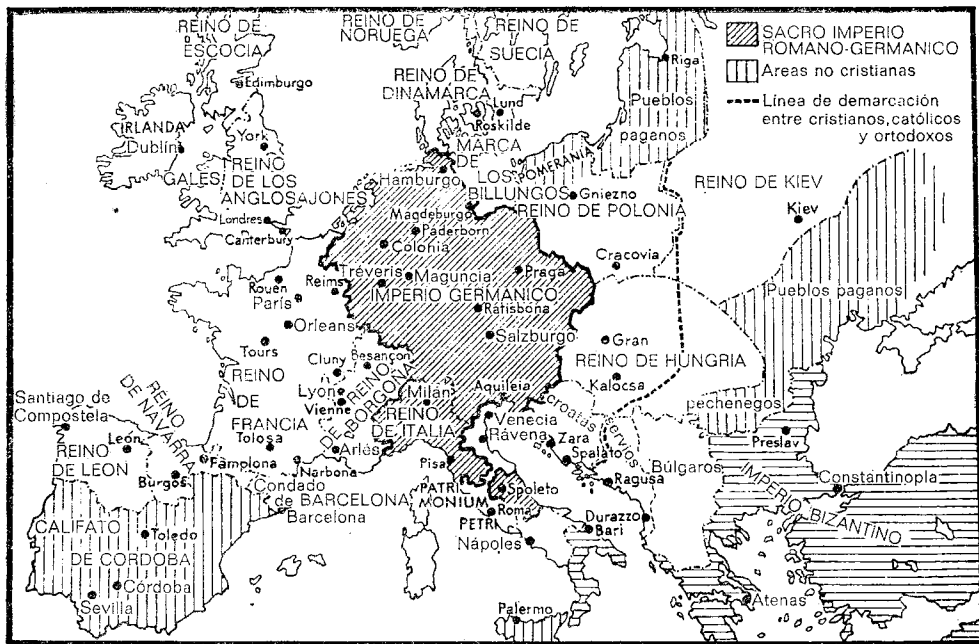 SACRO IMPERIO
ROMANO-GERMANICO
Areas no cristianas
Línea de demarcación
entre cristianos, católicos
y ortodoxos
REINO DE
ESCOCIA
REINO DE
NORUEGA
REINO DE
SUECIA
Edimburgo
Riga
REINO DE
DINAMARCA
Lund
Roskilde
Pueblos
paganos
IRLANDA
Dublín
York
GALES
REINO
DE LOS
ANGLOSAJONES
MARCA
DE
LOS
BILLUNGOS
POMERANIA
Hamburgo
Gniezno
REINO DE POLONIA
REINO DE KIEV
Kiev
Londres
Canterbury
Magdeburgo
Paderborn
Colonia
Cracovia
Tréveris
Maguncia
Praga
IMPERIO GERMANICO
Ratisbona
Rouen
París
Reims
Pueblos paganos
Orleans
Salzburgo
Gran
Tours
Cluny
Besançon
REINO DE HUNGRIA
Kalocsa
Lyon
Vienne
REINO
DE
BORGOÑA
Milán
Aquileia
REINO
DE ITALIA
croatas
servios
pechenegos
REINO
DE
FRANCIA
Santiago de
Compostela
REINO
DE NAVARRA
Tolosa
Arlés
Venecia
Rávena
Zara
Spalato
Preslav
León
REINO
DE LEON
Burgos
Pamplona
Narbona
Pisa
Ragusa
Búlgaros
Condado
de BARCELONA
Barcelona
PATRI
MONIUM
PETRI
Spoleto
Roma
Constantinopla
IMPERIO BIZANTINO
CALIFATO
DE CORDOBA
Toledo
Nápoles
Durazzo
Bari
Córdoba
Sevilla
Palermo
Atenas